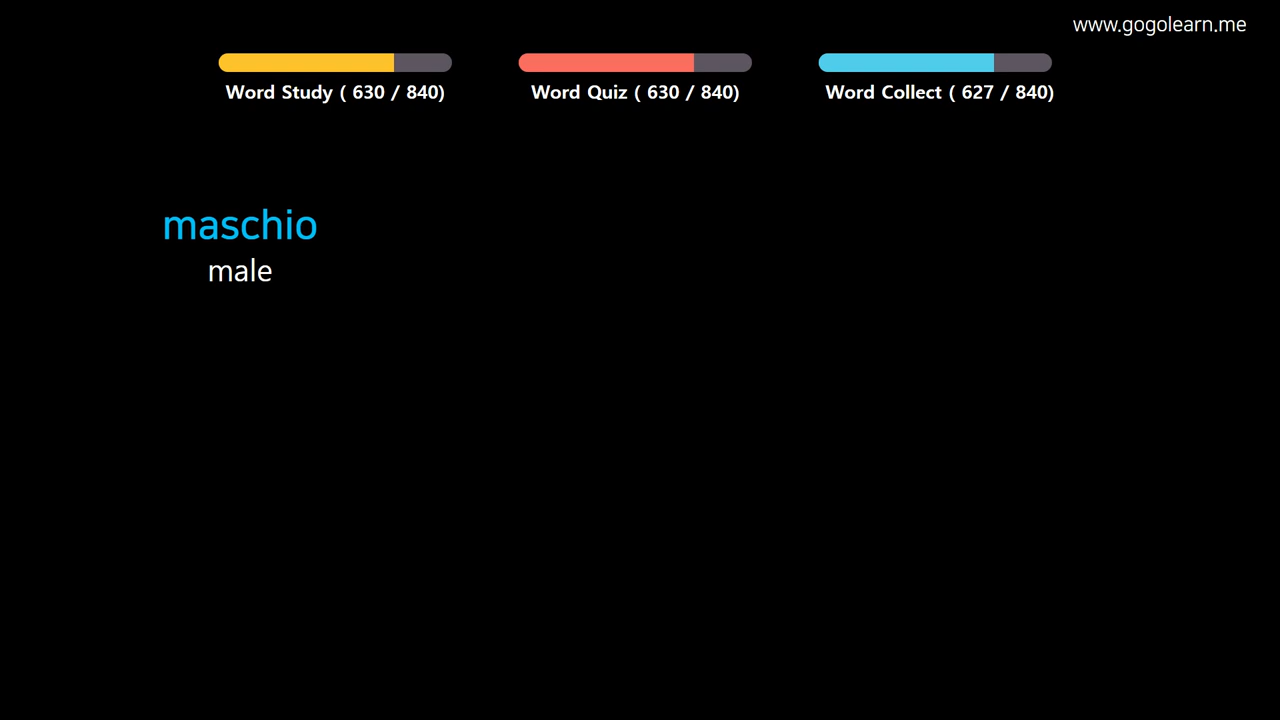 www.gogolearn.me
Word Study ( 630 / 840)
Word Quiz ( 630 / 840)
Word Collect ( 627 / 840)
maschio
male